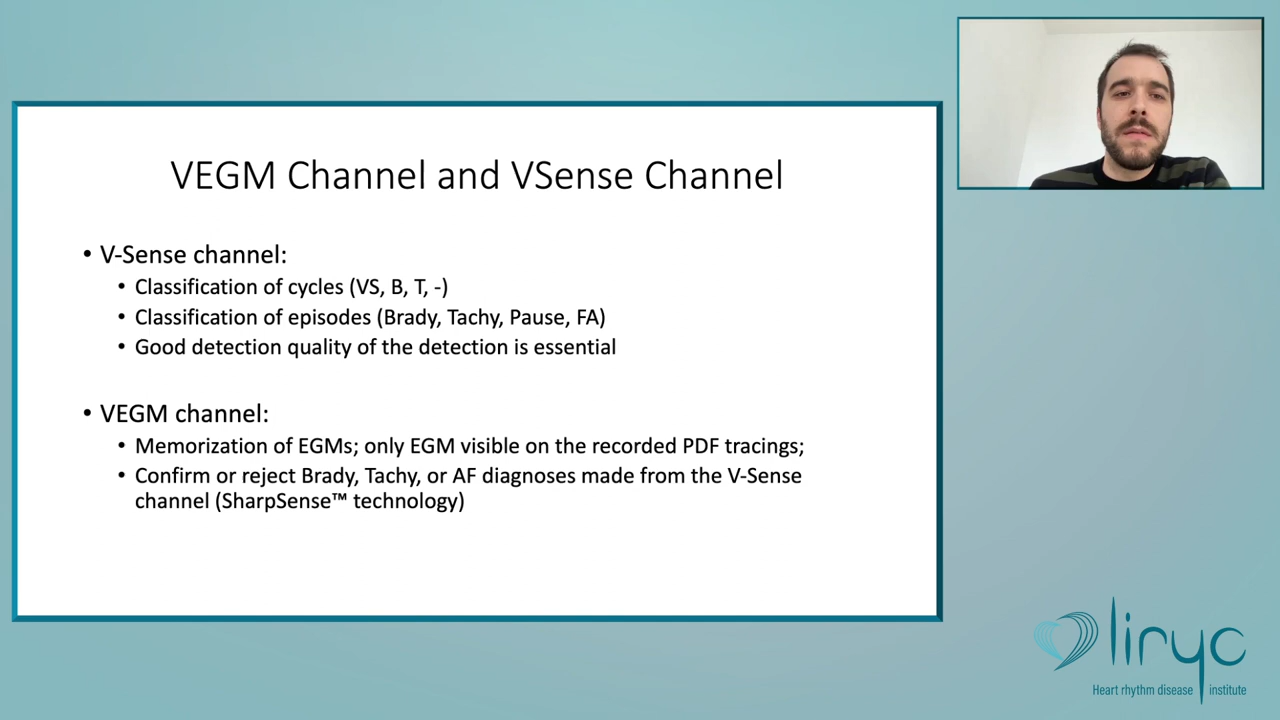 VEGM Channel and VSense Channel
• V-Sense channel:
• Classification of cycles (VS, B, T, -)
• Classification of episodes (Brady, Tachy, Pause, FA)
• Good detection quality of the detection is essential
• VEGM channel:
• Memorization of EGMs; only EGM visible on the recorded PDF tracings;
• Confirm or reject Brady, Tachy, or AF diagnoses made from the V-Sense
channel (SharpSense™ technology)
liryc
Heart rhythm disease institute